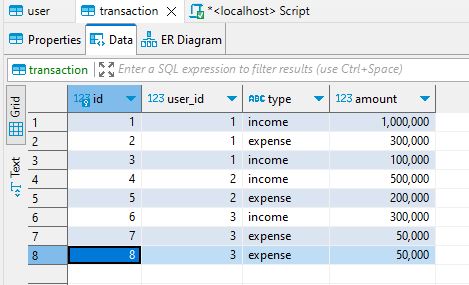 user transaction *<localhost> Script
Properties Data ER Diagram
transaction Enter a SQL expression to filter results (use Ctrl+Space)
Grid
Text
123 id 123 user_id ABC type 123 amount
1 1 1 income 1,000,000
2 2 1 expense 300,000
3 3 1 income 100,000
4 4 2 income 500,000
5 5 2 expense 200,000
6 6 3 income 300,000
7 7 3 expense 50,000
8 8 3 expense 50,000